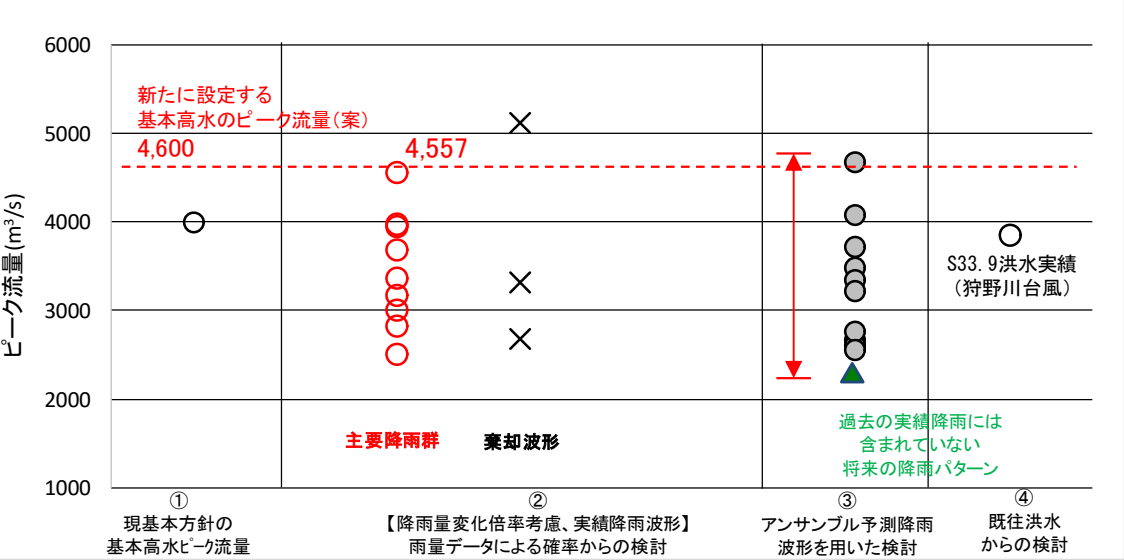 6000
5000
4000
3000
2000
1000
ピーク流量(m³/s)
新たに設定する
基本高水のピーク流量(案)
4,600
4,557
S33.9洪水実績
(狩野川台風)
主要降雨群
棄却波形
過去の実績降雨には
含まれていない
将来の降雨パターン
①
現基本方針の
基本高水ピーク流量
②
【降雨量変化倍率考慮、実績降雨波形】
雨量データによる確率からの検討
③
アンサンブル予測降雨
波形を用いた検討
④
既往洪水
からの検討